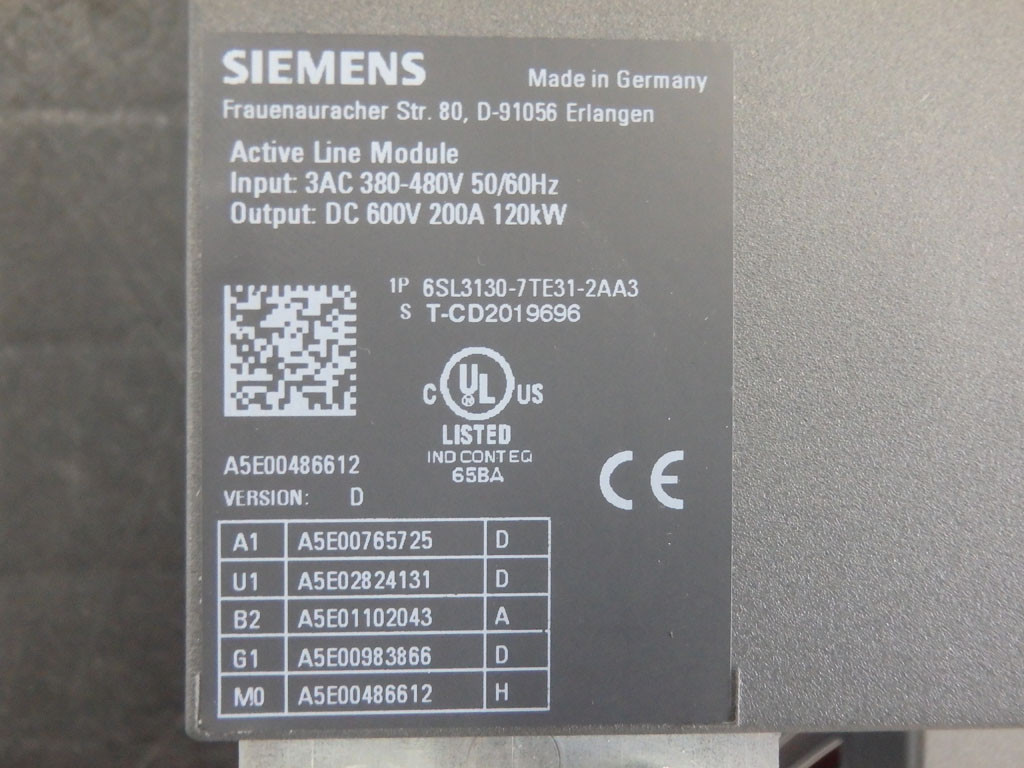 SIEMENS Made in Germany
Frauenauracher Str. 80, D-91056 Erlangen
Active Line Module
Input: 3AC 380-480V 50/60Hz
Output: DC 600V 200A 120kW
1P 6SL3130-7TE31-2AA3
S T-CD2019696
C UL US
LISTED
IND CONT EQ
65BA
CE
A5E00486612
VERSION: D
A1 A5E00765725 D
U1 A5E02824131 D
B2 A5E01102043 A
G1 A5E00983866 D
M0 A5E00486612 H